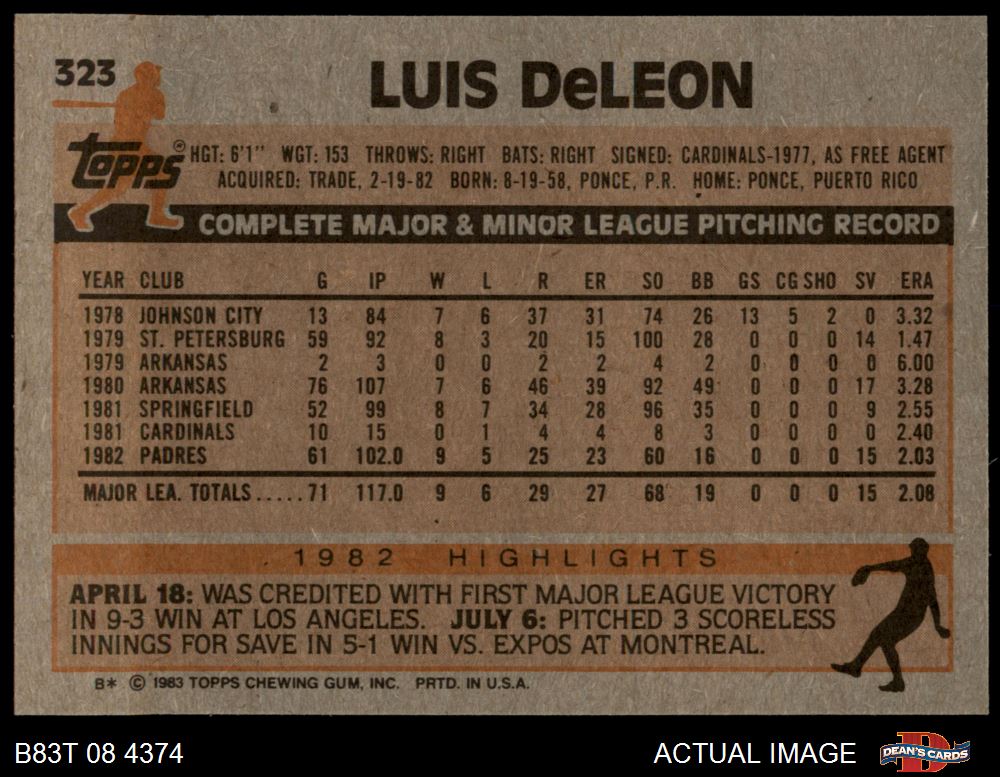 323
LUIS DeLEON
Topps®
HGT: 6'1" WGT: 153 THROWS: RIGHT BATS: RIGHT SIGNED: CARDINALS-1977, AS FREE AGENT
ACQUIRED: TRADE, 2-19-82 BORN: 8-19-58, PONCE, P.R. HOME: PONCE, PUERTO RICO
COMPLETE MAJOR & MINOR LEAGUE PITCHING RECORD
YEAR CLUB G IP W L R ER SO BB GS CG SHO SV ERA
1978 JOHNSON CITY 13 84 7 6 37 31 74 26 13 5 2 0 3.32
1979 ST. PETERSBURG 59 92 8 3 20 15 100 28 0 0 0 14 1.47
1979 ARKANSAS 2 3 0 0 2 2 4 2 0 0 0 0 6.00
1980 ARKANSAS 76 107 7 6 46 39 92 49 0 0 0 17 3.28
1981 SPRINGFIELD 52 99 8 7 34 28 96 35 0 0 0 9 2.55
1981 CARDINALS 10 15 0 1 4 4 8 3 0 0 0 0 2.40
1982 PADRES 61 102.0 9 5 25 23 60 16 0 0 0 15 2.03
MAJOR LEA. TOTALS.....71 117.0 9 6 29 27 68 19 0 0 0 15 2.08
1982 HIGHLIGHTS
APRIL 18: WAS CREDITED WITH FIRST MAJOR LEAGUE VICTORY
IN 9-3 WIN AT LOS ANGELES. JULY 6: PITCHED 3 SCORELESS
INNINGS FOR SAVE IN 5-1 WIN VS. EXPOS AT MONTREAL.
B* © 1983 TOPPS CHEWING GUM, INC. PRTD. IN U.S.A.
B83T 08 4374
ACTUAL IMAGE
DEAN'S CARDS